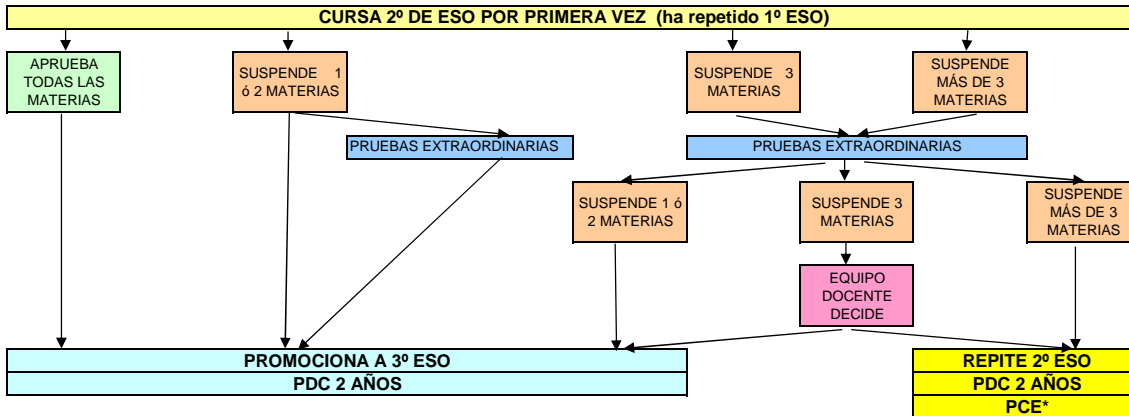 CURSA 2º DE ESO POR PRIMERA VEZ (ha repetido 1º ESO)
APRUEBA
TODAS LAS
MATERIAS
SUSPENDE 1
ó 2 MATERIAS
SUSPENDE 3
MATERIAS
SUSPENDE
MÁS DE 3
MATERIAS
PRUEBAS EXTRAORDINARIAS
PRUEBAS EXTRAORDINARIAS
SUSPENDE 1 ó
2 MATERIAS
SUSPENDE 3
MATERIAS
SUSPENDE
MÁS DE 3
MATERIAS
EQUIPO
DOCENTE
DECIDE
PROMOCIONA A 3º ESO
PDC 2 AÑOS
REPITE 2º ESO
PDC 2 AÑOS
PCE*